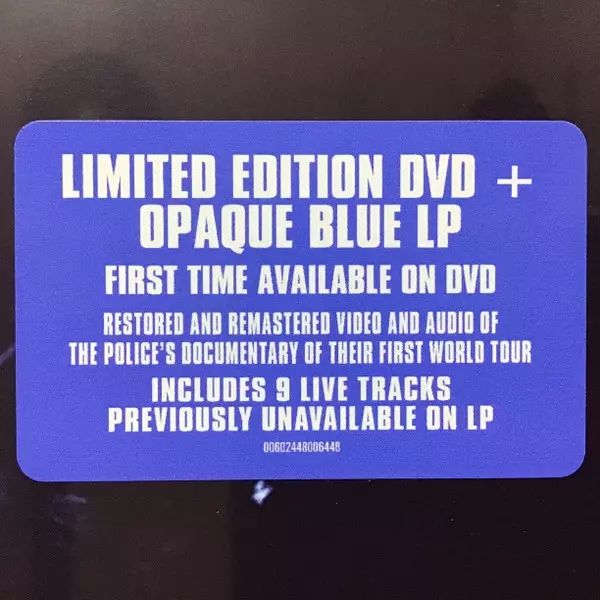 LIMITED EDITION DVD +
OPAQUE BLUE LP
FIRST TIME AVAILABLE ON DVD
RESTORED AND REMASTERED VIDEO AND AUDIO OF
THE POLICE'S DOCUMENTARY OF THEIR FIRST WORLD TOUR
INCLUDES 9 LIVE TRACKS
PREVIOUSLY UNAVAILABLE ON LP
00602448006448